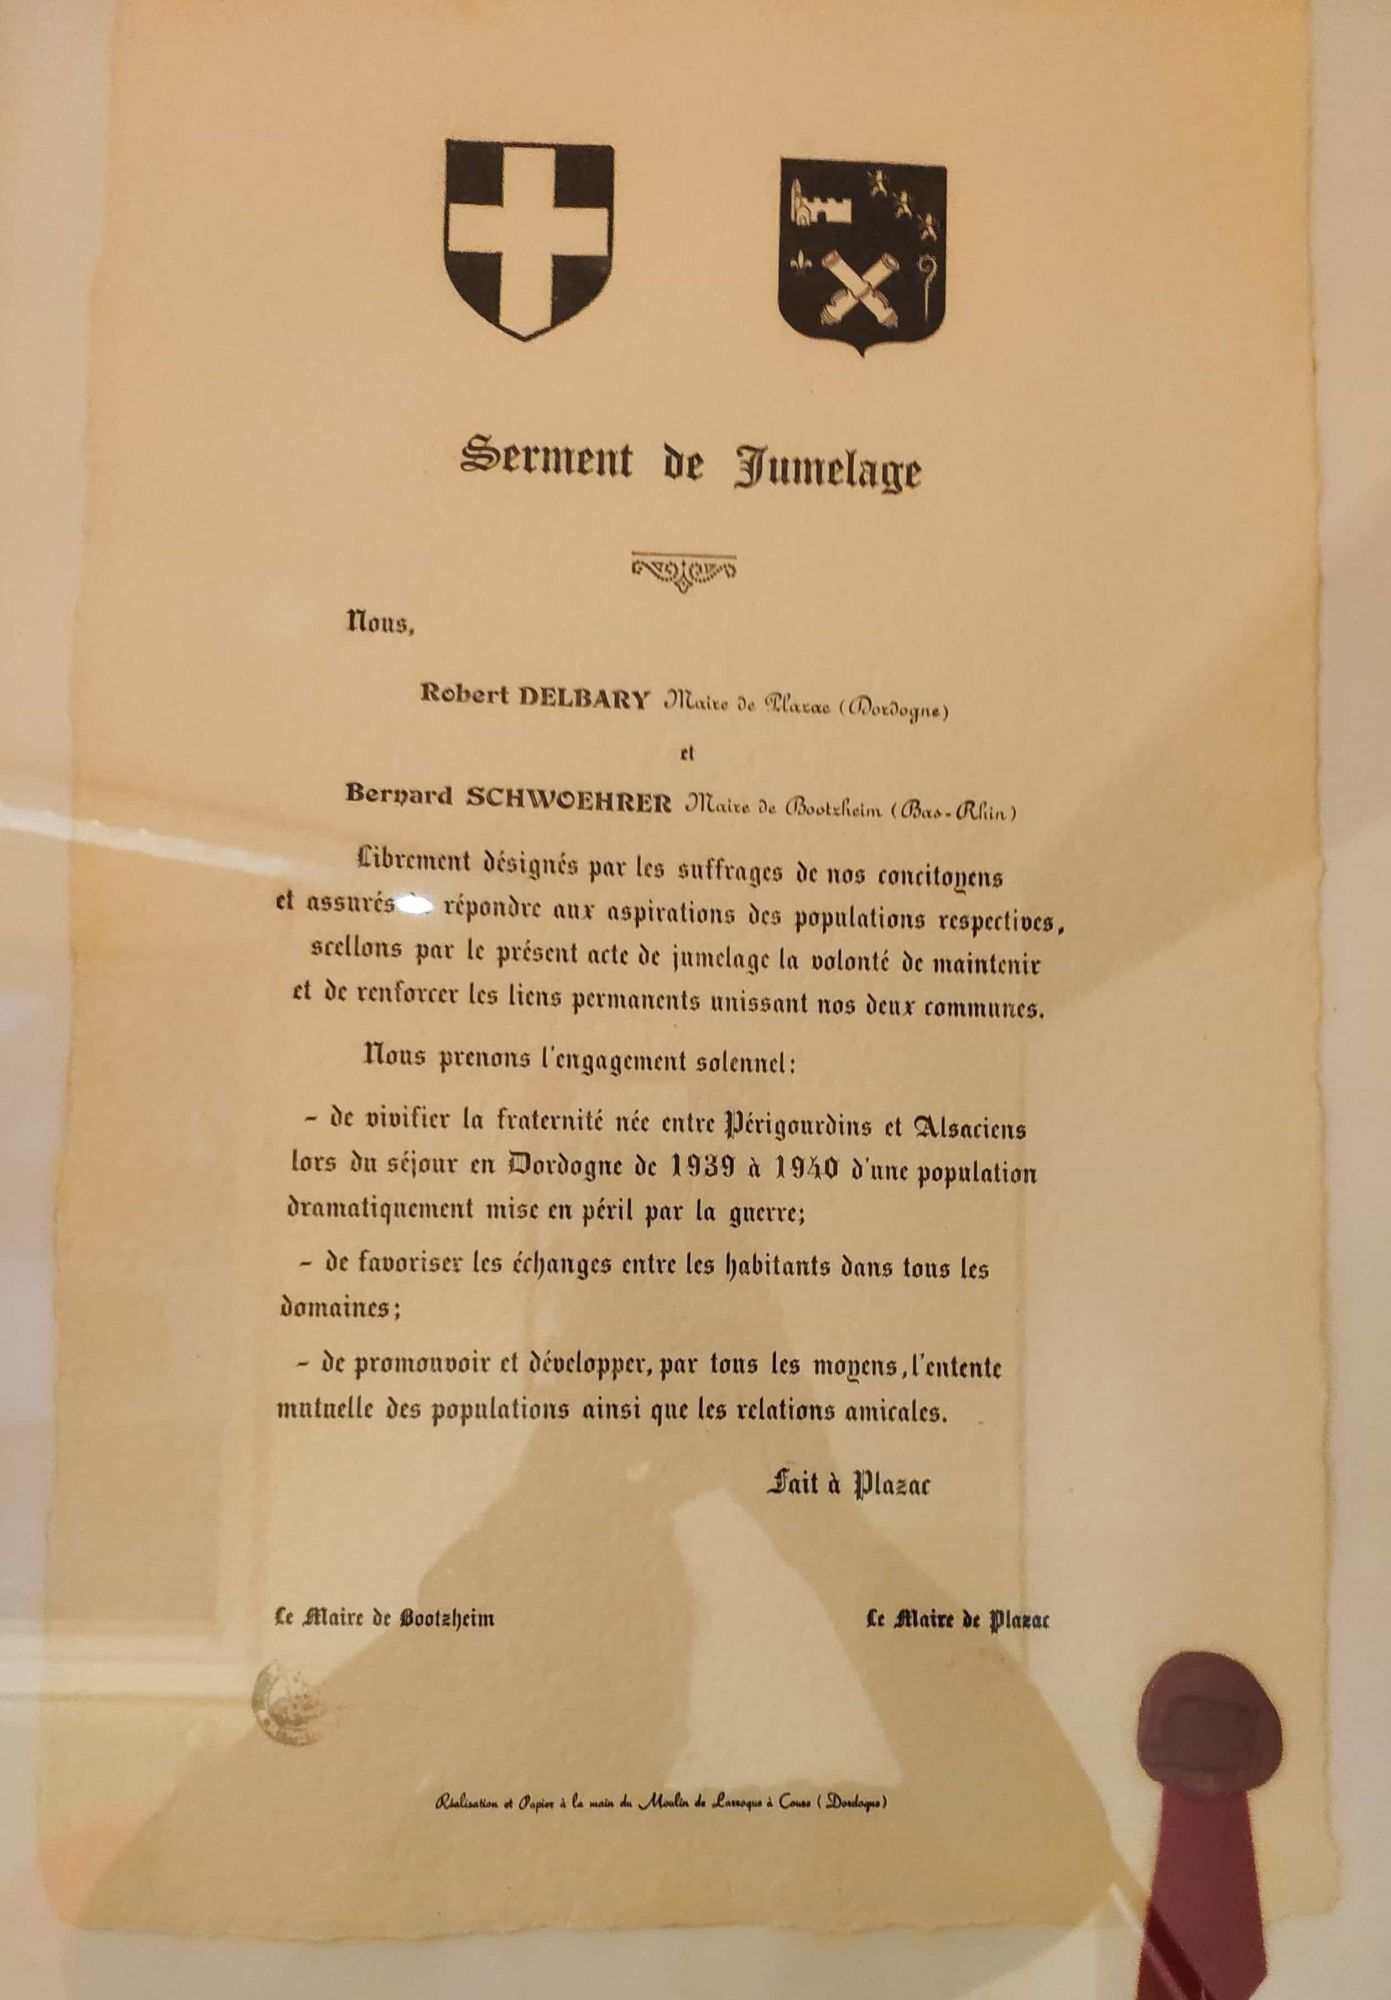 Serment de Jumelage
Nous,
Robert DELBARY Maire de Plazac (Dordogne)
et
Bernard SCHWOEHRER Maire de Bootzheim (Bas-Rhin)
Librement désignés par les suffrages de nos concitoyens
et assurés répondre aux aspirations des populations respectives,
scellons par le présent acte de jumelage la volonté de maintenir
et de renforcer les liens permanents unissant nos deux communes.
Nous prenons l'engagement solennel:
- de vivifier la fraternité née entre Périgourdins et Alsaciens
lors du séjour en Dordogne de 1939 à 1940 d'une population
dramatiquement mise en péril par la guerre;
- de favoriser les échanges entre les habitants dans tous les
domaines;
- de promouvoir et développer, par tous les moyens, l'entente
mutuelle des populations ainsi que les relations amicales.
Fait à Plazac
Le Maire de Bootzheim
Le Maire de Plazac
Réalisation et Papier à la main du Moulin de Larroque à Couze (Dordogne)